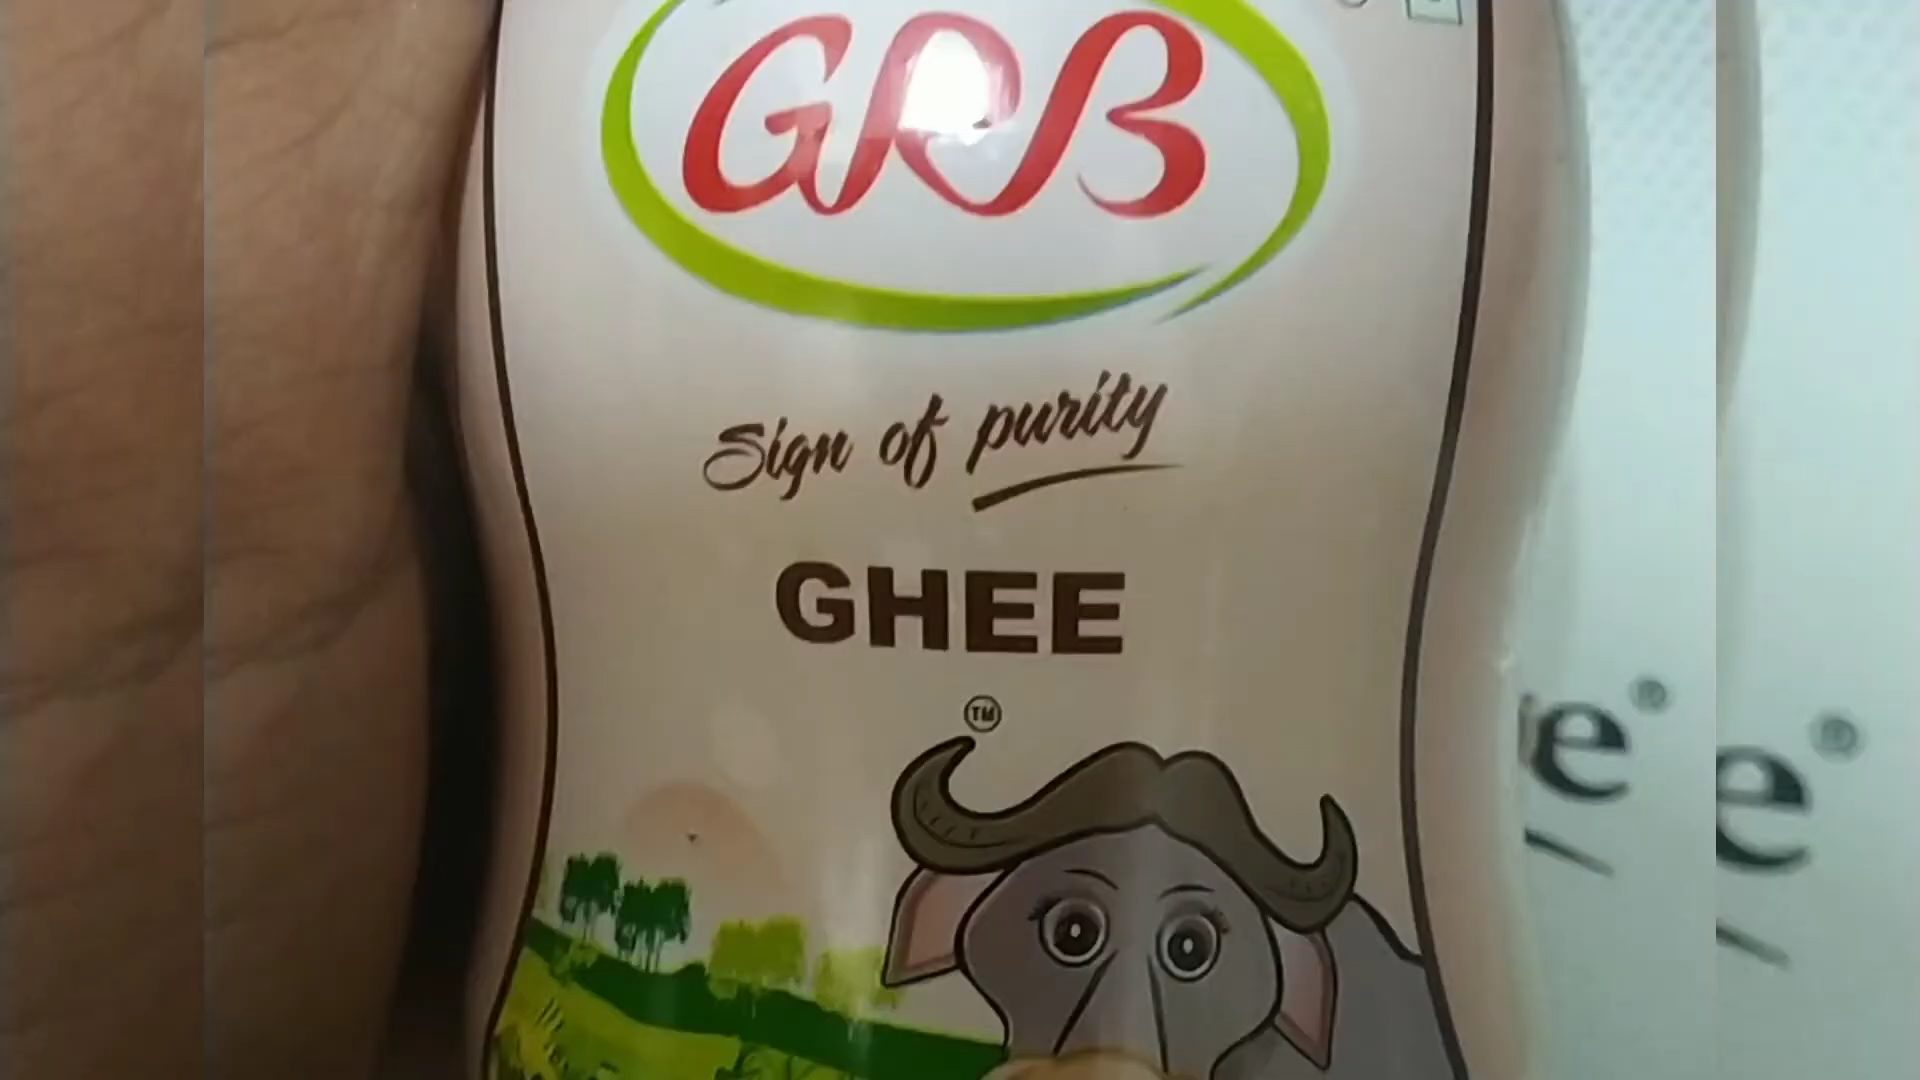 GRB
Sign of purity
GHEE
TM
e®
e®